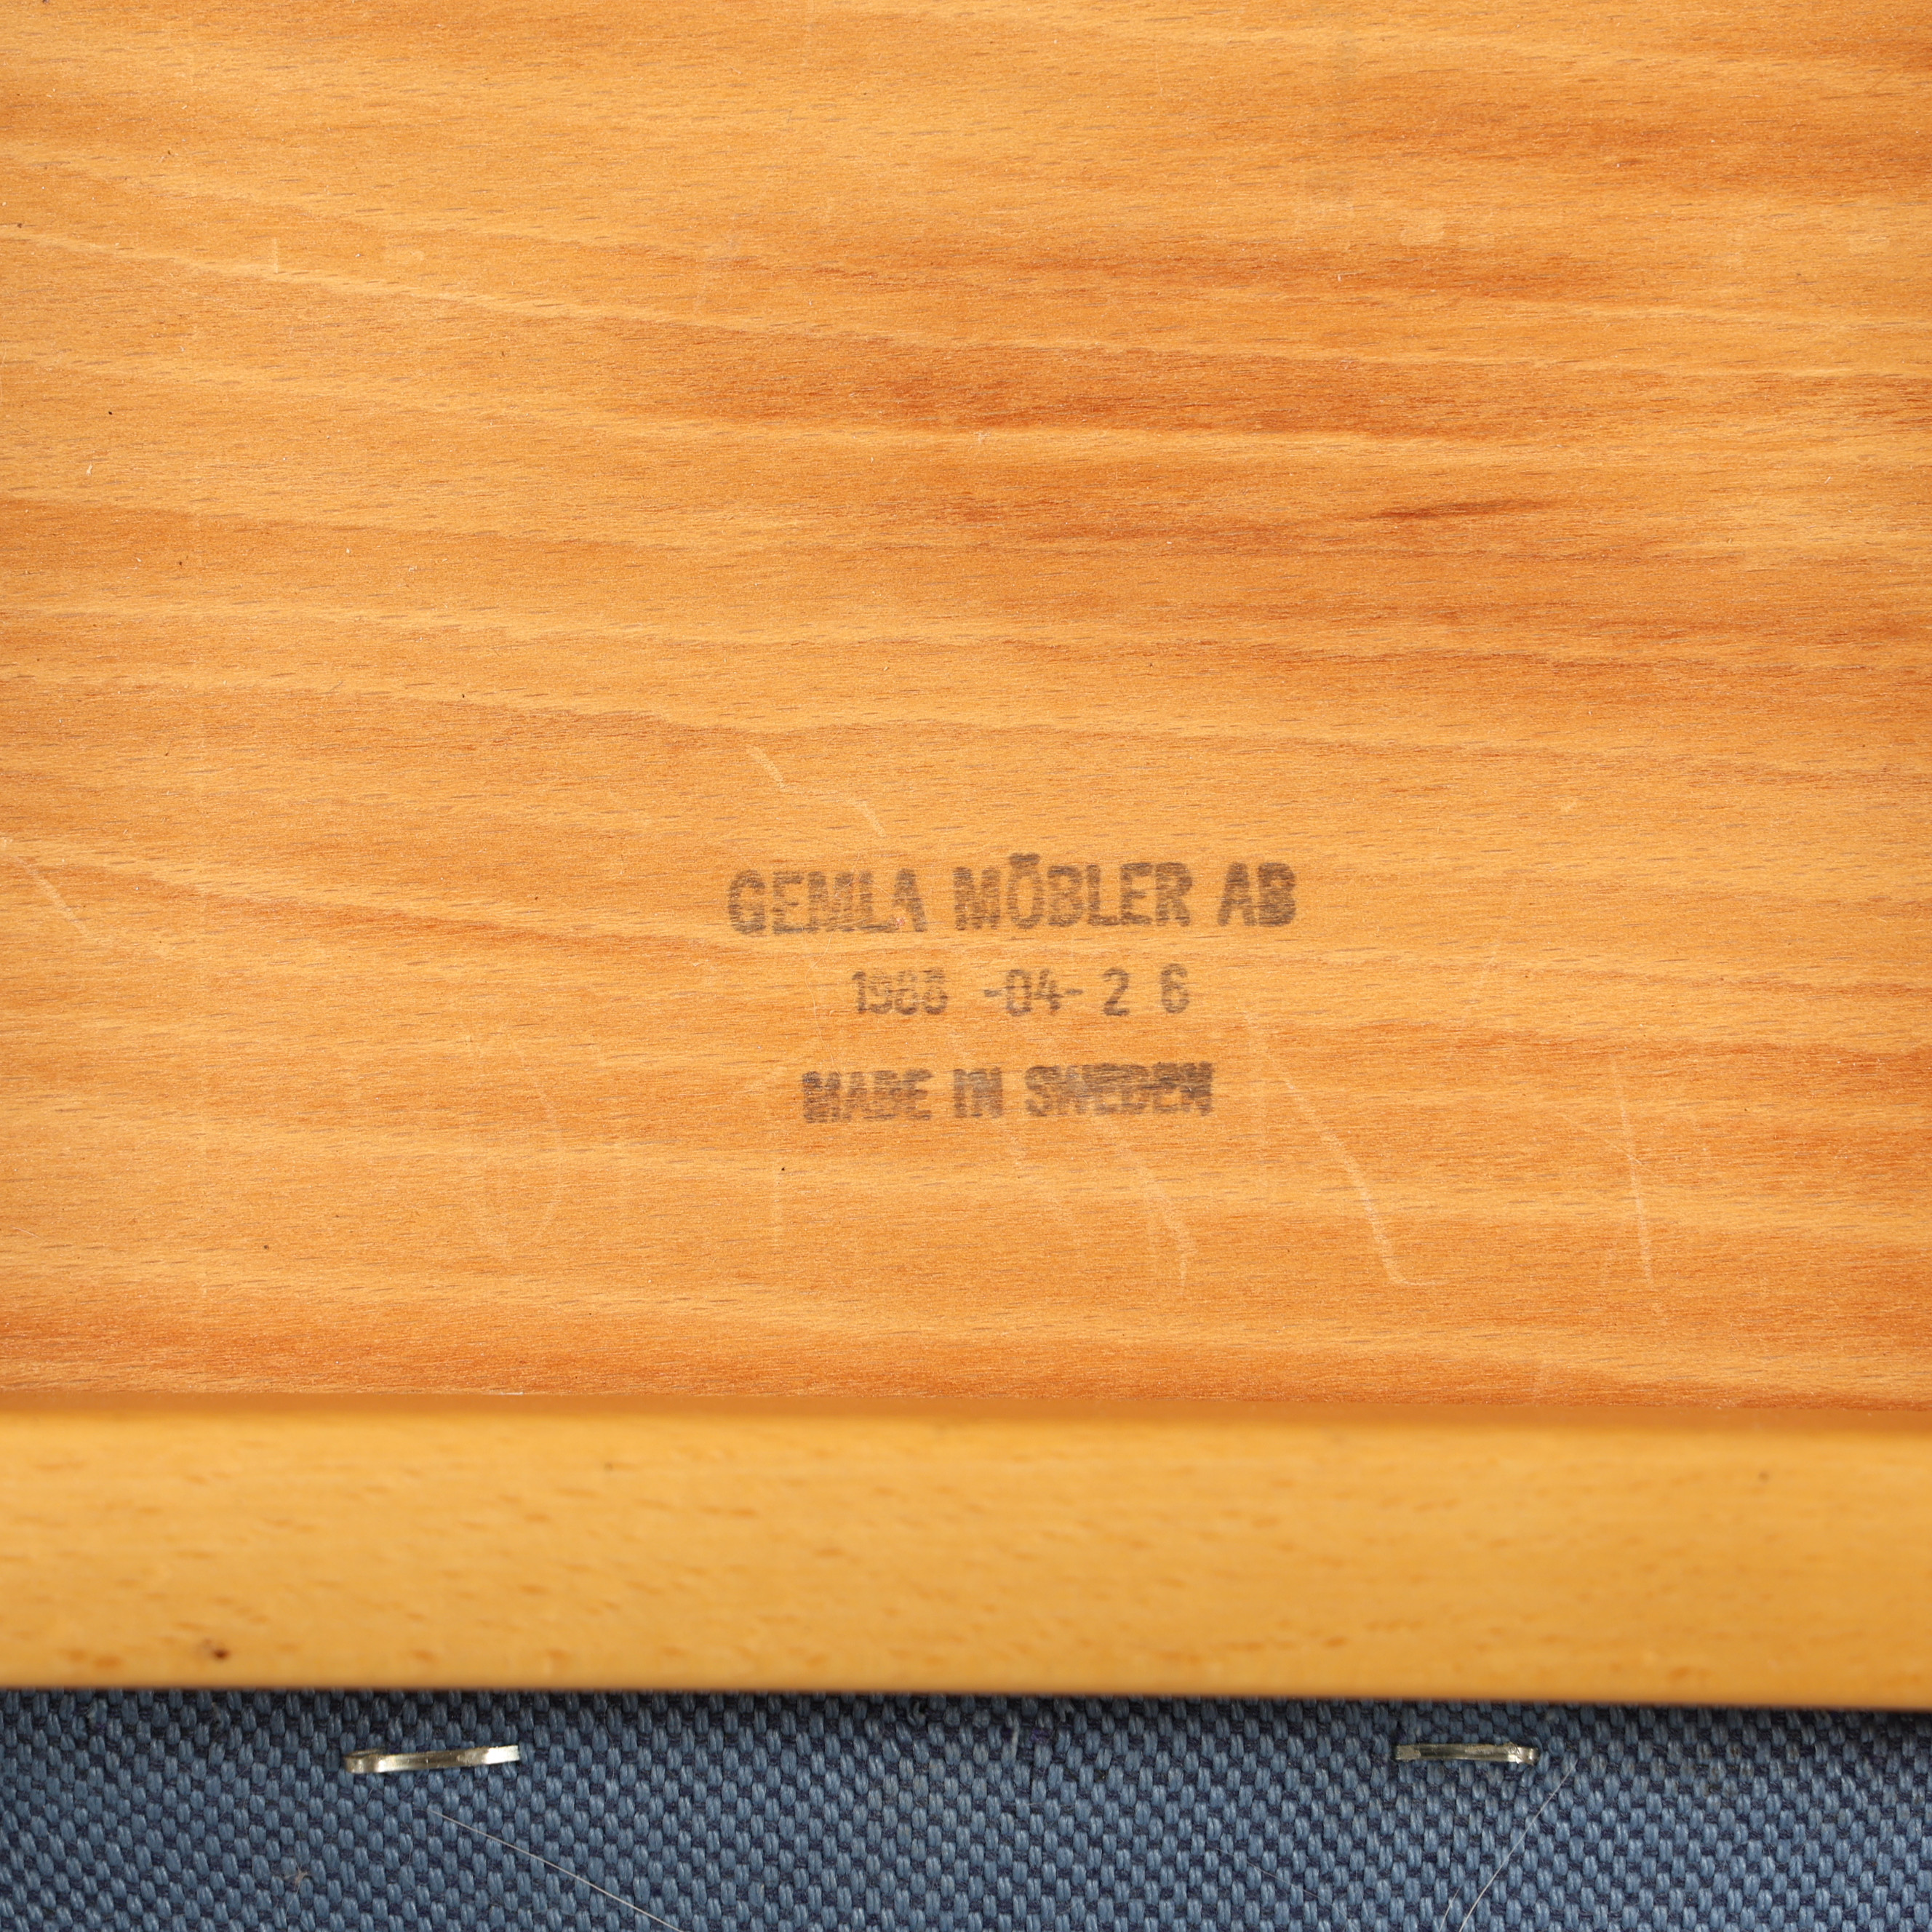 GEMLA MÖBLER AB
1988 -04- 2 6
MADE IN SWEDEN